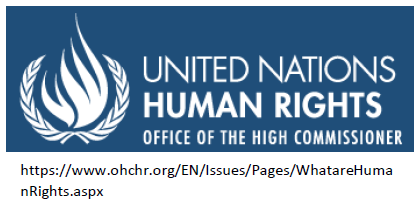 UNITED NATIONS
HUMAN RIGHTS
OFFICE OF THE HIGH COMMISSIONER
https://www.ohchr.org/EN/Issues/Pages/WhatareHuma
nRights.aspx